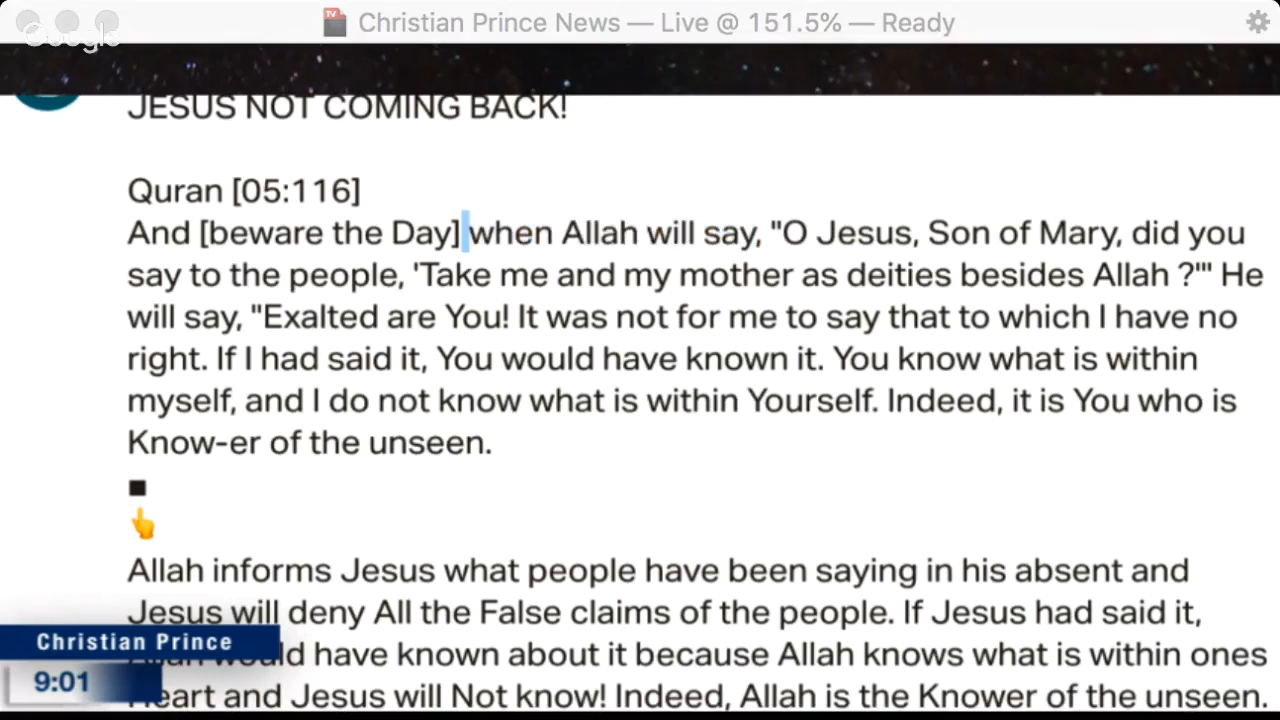 Christian Prince News — Live @ 151.5% — Ready
Google
JESUS NOT COMING BACK!
Quran [05:116]
And [beware the Day] when Allah will say, "O Jesus, Son of Mary, did you
say to the people, 'Take me and my mother as deities besides Allah ?'" He
will say, "Exalted are You! It was not for me to say that to which I have no
right. If I had said it, You would have known it. You know what is within
myself, and I do not know what is within Yourself. Indeed, it is You who is
Know-er of the unseen.
Allah informs Jesus what people have been saying in his absent and
Jesus will deny All the False claims of the people. If Jesus had said it,
Allah would have known about it because Allah knows what is within ones
Heart and Jesus will Not know! Indeed, Allah is the Knower of the unseen.
Christian Prince
9:01